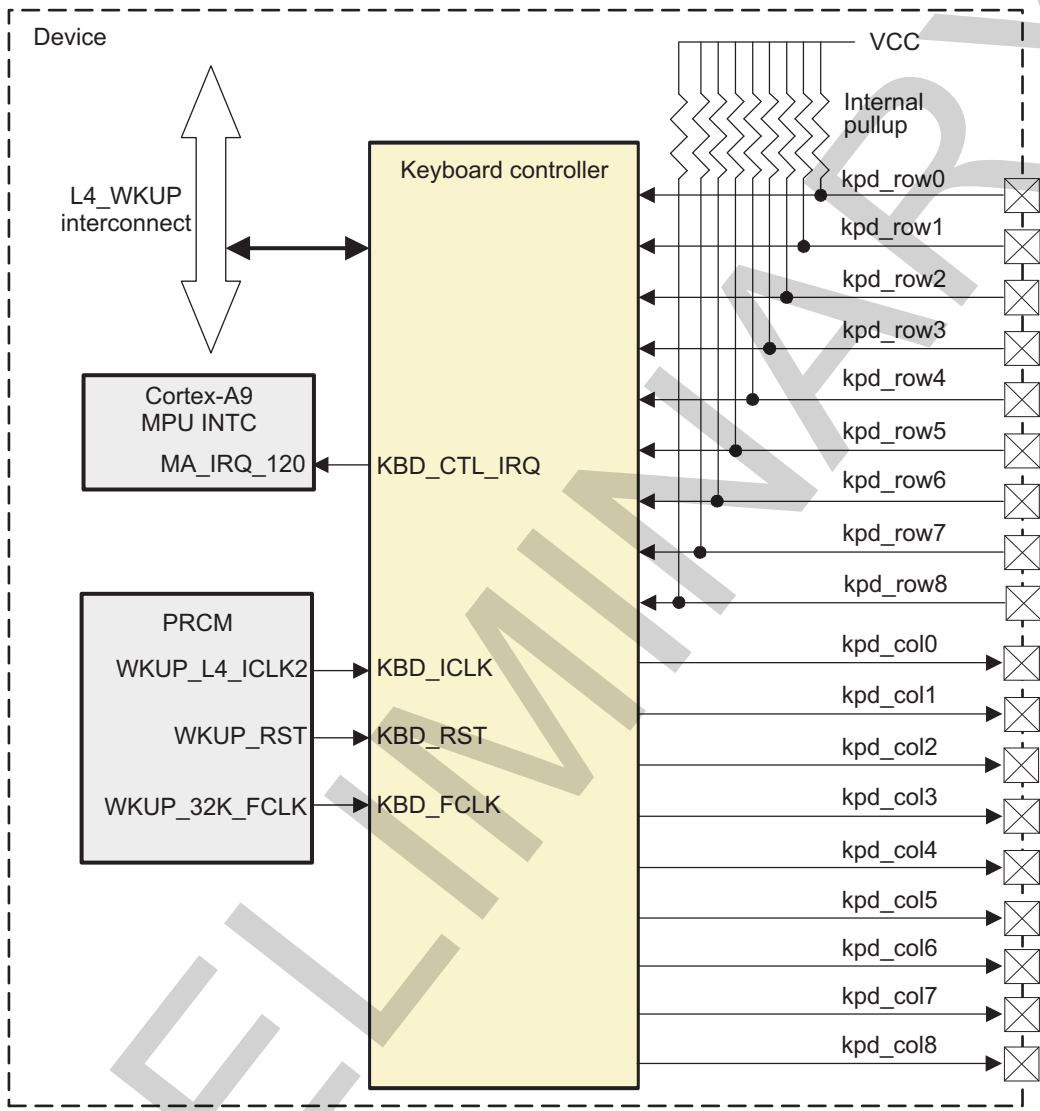 Device
VCC
Internal
pullup
Keyboard controller
L4_WKUP
interconnect
kpd_row0
kpd_row1
kpd_row2
kpd_row3
kpd_row4
kpd_row5
kpd_row6
kpd_row7
kpd_row8
Cortex-A9
MPU INTC
MA_IRQ_120
KBD_CTL_IRQ
PRCM
WKUP_L4_ICLK2
KBD_ICLK
WKUP_RST
KBD_RST
WKUP_32K_FCLK
KBD_FCLK
kpd_col0
kpd_col1
kpd_col2
kpd_col3
kpd_col4
kpd_col5
kpd_col6
kpd_col7
kpd_col8
ELIMINARY